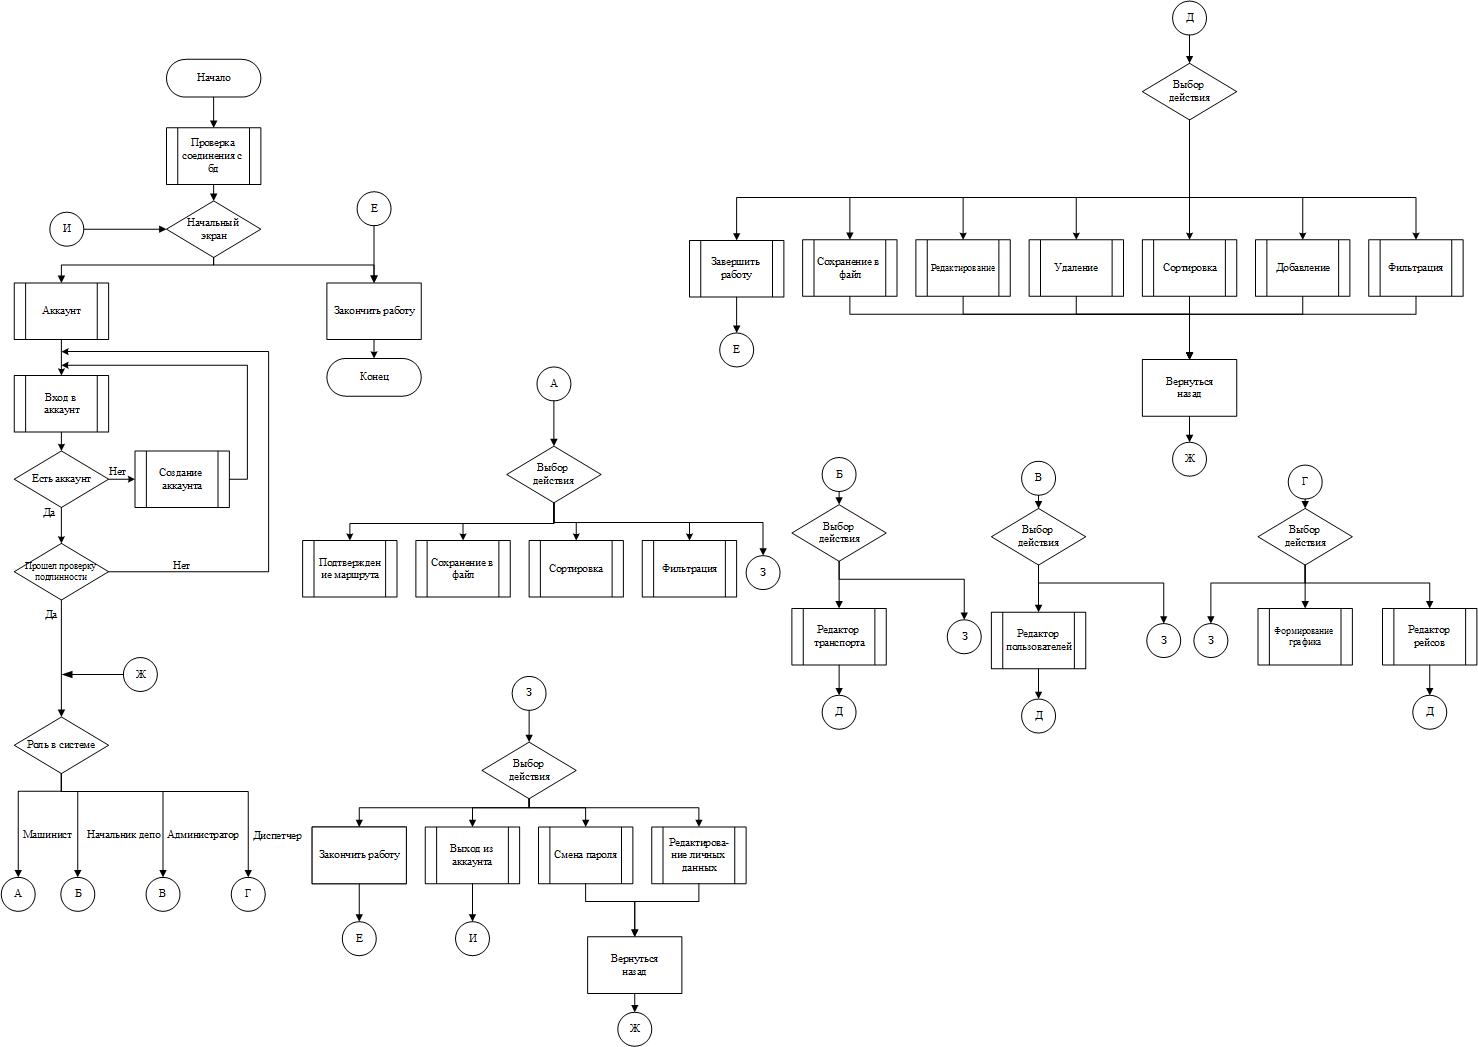 Начало
Проверка
соединения с
бд
Начальный
экран
И
Е
Аккаунт
Закончить работу
Конец
Вход в
аккаунт
Есть аккаунт
Нет
Создание
аккаунта
Да
Прошел проверку
подлинности
Нет
Да
Ж
Роль в системе
Машинист
Начальник депо
Администратор
Диспетчер
А
Б
В
Г
Д
Выбор
действия
Завершить
работу
Сохранение в
файл
Редактирование
Удаление
Сортировка
Добавление
Фильтрация
Е
Вернуться
назад
Ж
А
Выбор
действия
Подтвержден
ие маршрута
Сохранение в
файл
Сортировка
Фильтрация
З
Б
Выбор
действия
Редактор
транспорта
З
Д
В
Выбор
действия
Редактор
пользователей
З
Д
Г
Выбор
действия
З
Формирование
графика
Редактор
рейсов
Д
З
Выбор
действия
Закончить работу
Выход из
аккаунта
Смена пароля
Редактирова-
ние личных
данных
Е
И
Вернуться
назад
Ж